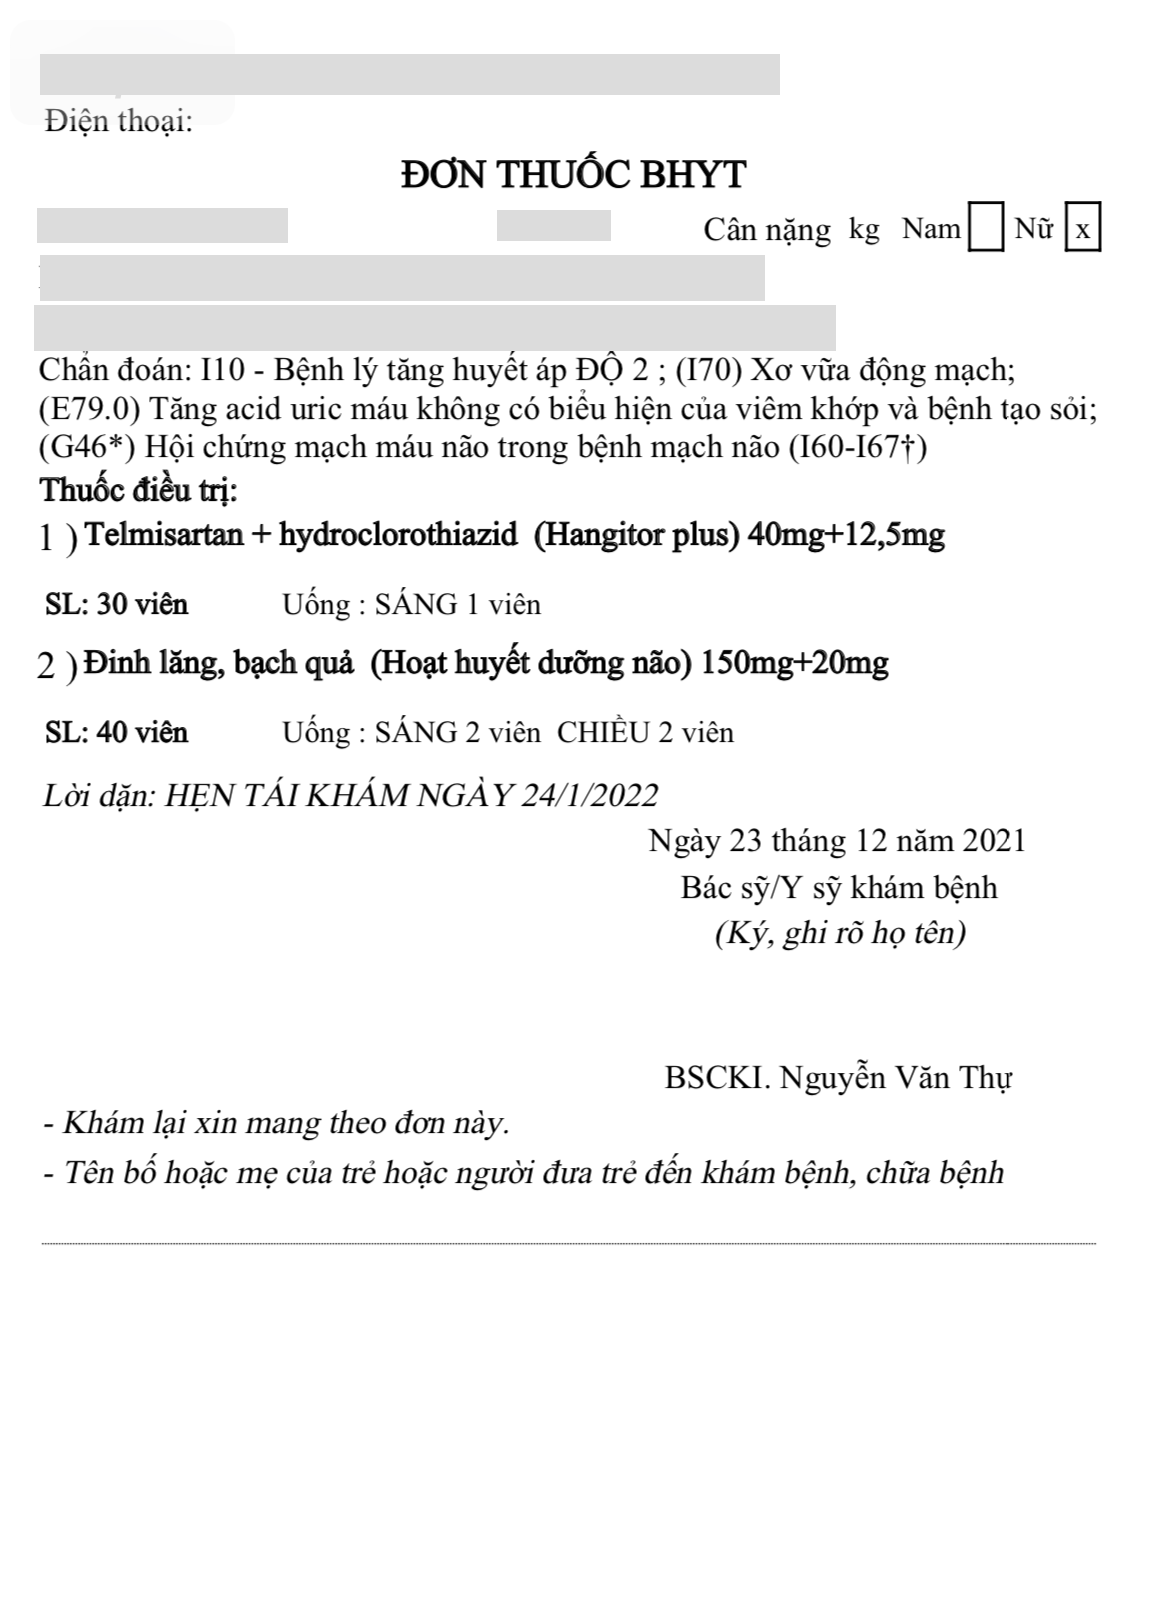 Điện thoại:
ĐƠN THUỐC BHYT
Cân nặng kg Nam Nữ x
Chẩn đoán: I10 - Bệnh lý tăng huyết áp ĐỘ 2 ; (I70) Xơ vữa động mạch;
(E79.0) Tăng acid uric máu không có biểu hiện của viêm khớp và bệnh tạo sỏi;
(G46*) Hội chứng mạch máu não trong bệnh mạch não (I60-I67†)
Thuốc điều trị:
1 ) Telmisartan + hydroclorothiazid (Hangitor plus) 40mg+12,5mg
SL: 30 viên Uống : SÁNG 1 viên
2 ) Đinh lăng, bạch quả (Hoạt huyết dưỡng não) 150mg+20mg
SL: 40 viên Uống : SÁNG 2 viên CHIỀU 2 viên
Lời dặn: HẸN TÁI KHÁM NGÀY 24/1/2022
Ngày 23 tháng 12 năm 2021
Bác sỹ/Y sỹ khám bệnh
(Ký, ghi rõ họ tên)
BSCKI. Nguyễn Văn Thự
- Khám lại xin mang theo đơn này.
- Tên bố hoặc mẹ của trẻ hoặc người đưa trẻ đến khám bệnh, chữa bệnh